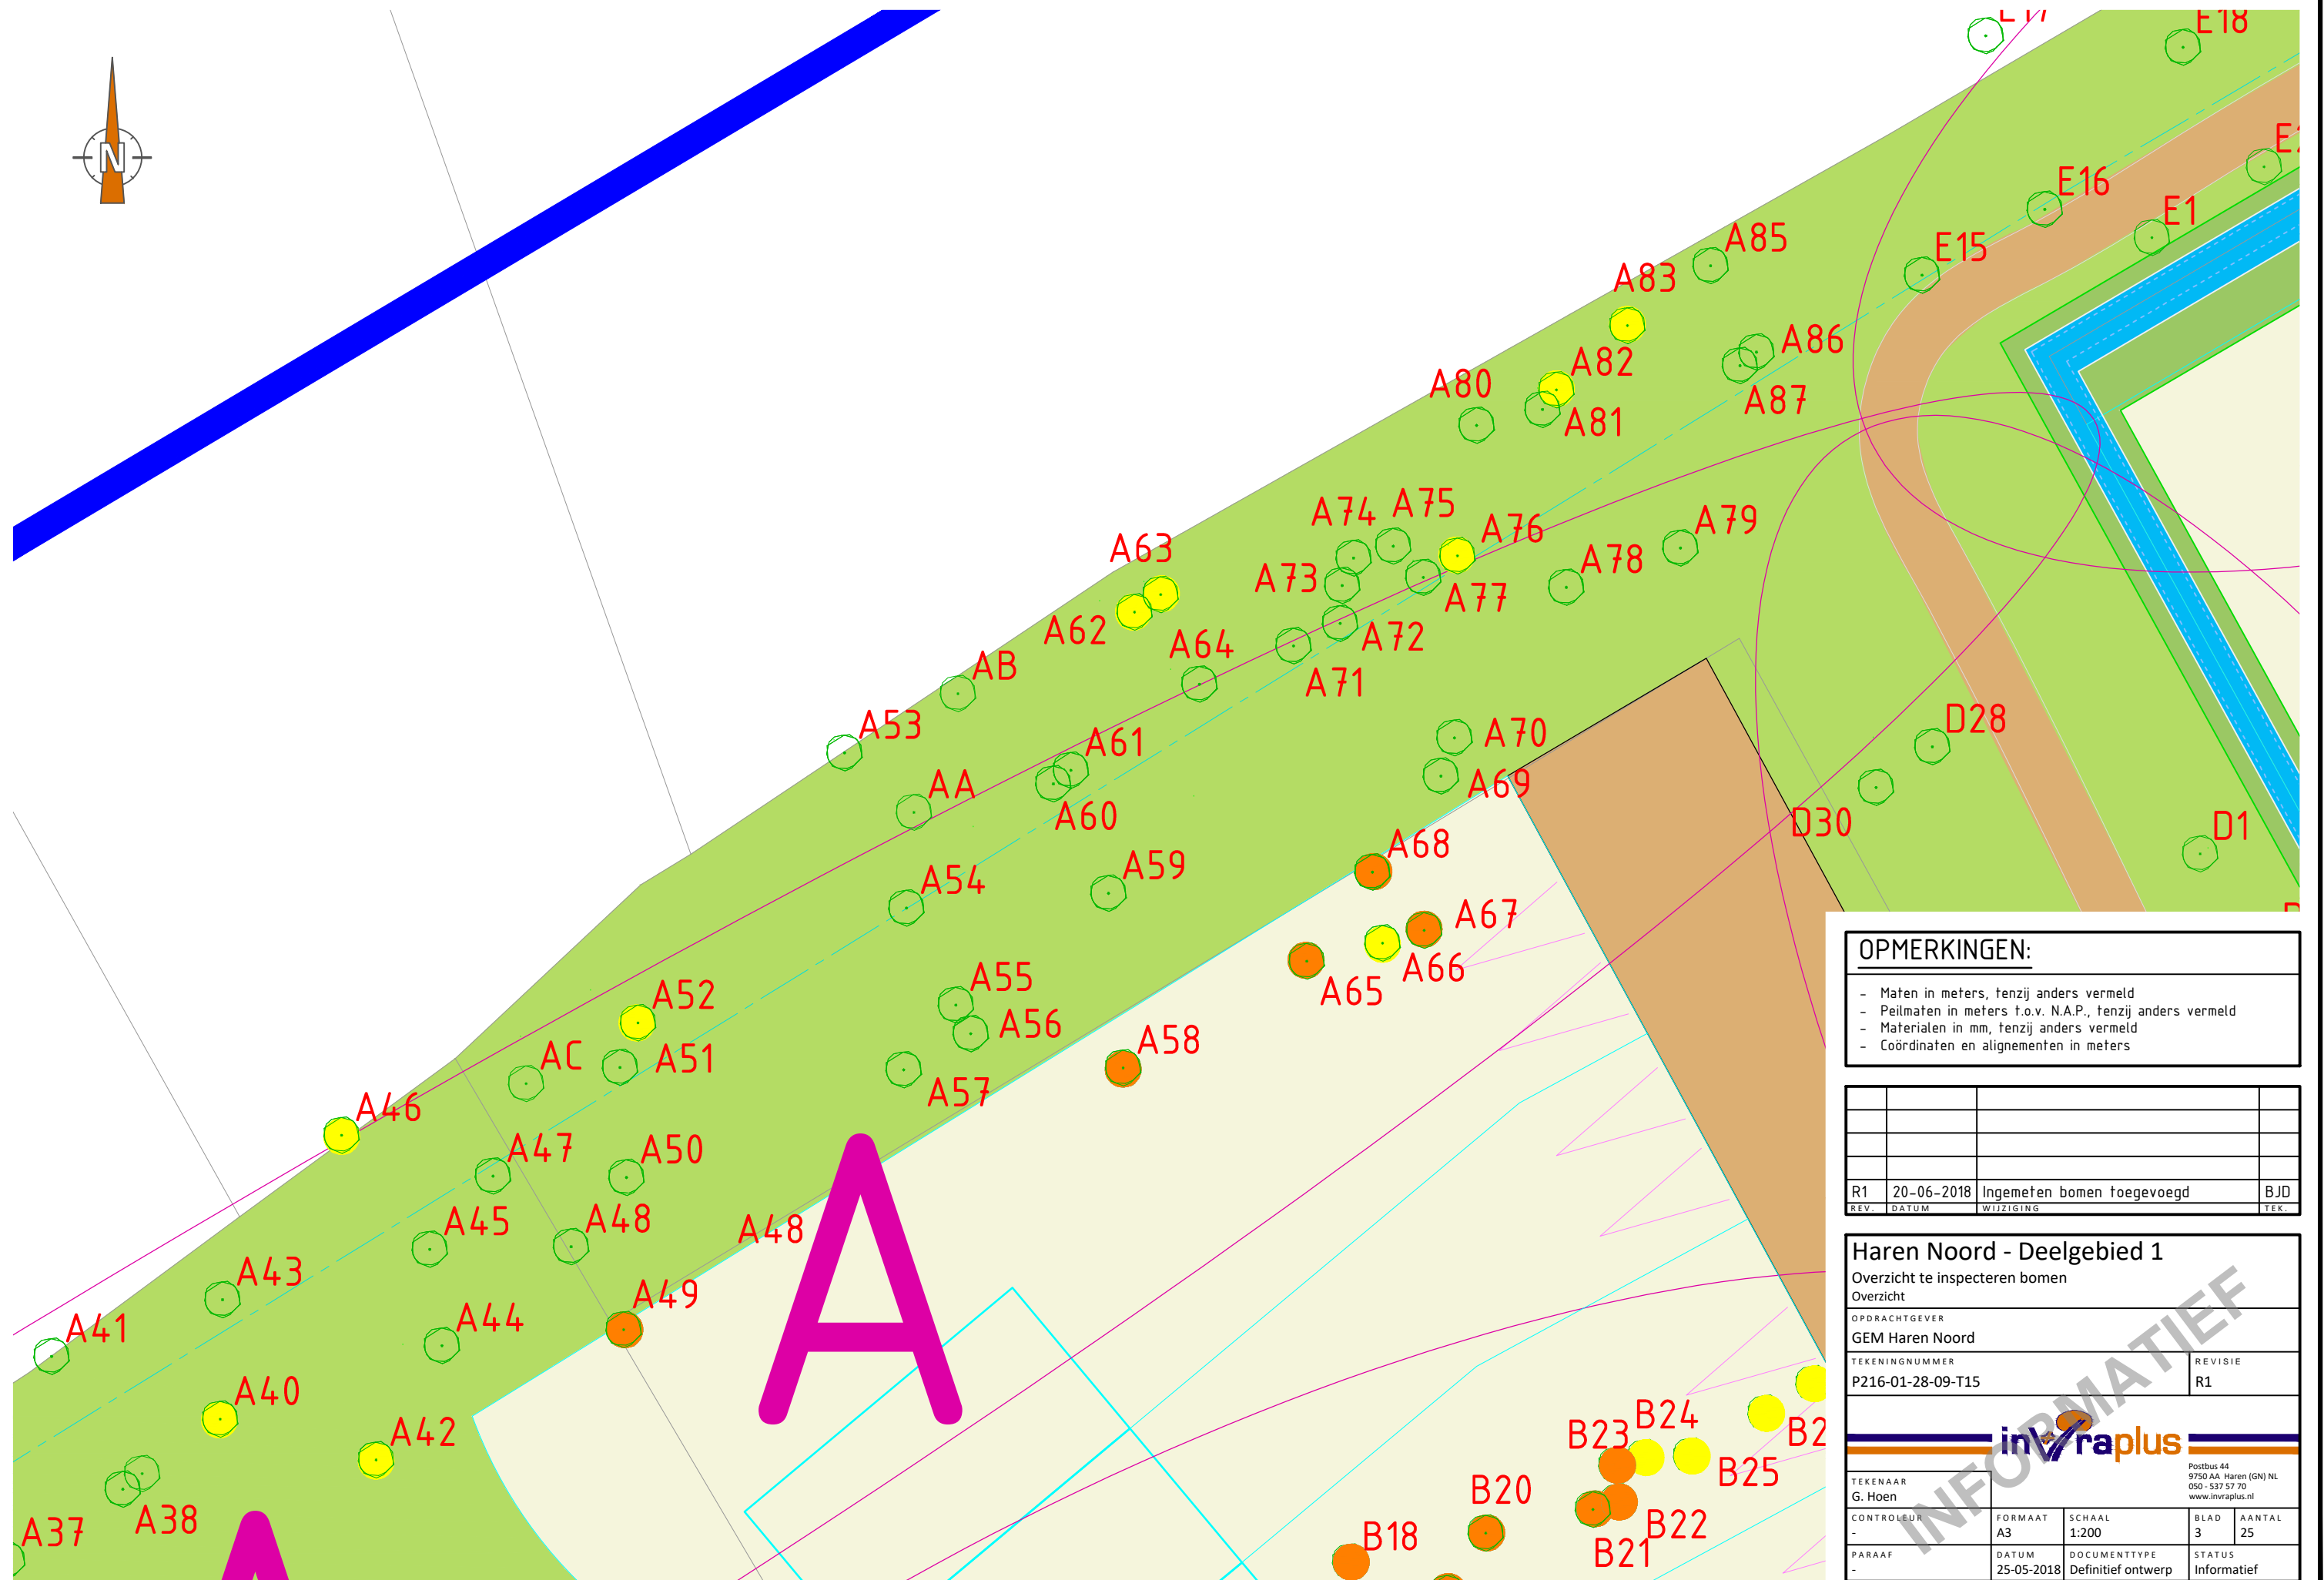 N
E17
E18
E16
E1
E15
A85
A83
A86
A82
A80
A87
A81
A74
A75
A76
A79
A63
A73
A78
A77
A62
A72
A64
AB
A71
A53
A61
A70
D28
AA
A69
A60
D30
D1
A68
A59
A54
A67
A66
A55
A65
A52
A56
A58
AC
A51
A57
A46
A47
A50
A45
A48
A48
A
A43
A49
A41
A44
A40
A42
B24
B23
B25
A38
A37
B20
B22
B18
B21
OPMERKINGEN:
- Maten in meters, tenzij anders vermeld
- Peilmaten in meters t.o.v. N.A.P., tenzij anders vermeld
- Materialen in mm, tenzij anders vermeld
- Coördinaten en alignementen in meters
R1 20-06-2018 Ingemeten bomen toegevoegd BJD
REV. DATUM WIJZIGING TEK.
Haren Noord - Deelgebied 1
Overzicht te inspecteren bomen
Overzicht
OPDRACHTGEVER
GEM Haren Noord
TEKENINGNUMMER REVISIE
P216-01-28-09-T15 R1
invraplus
Postbus 44
9750 AA Haren (GN) NL
050 - 537 57 70
www.invraplus.nl
TEKENAAR
G. Hoen
CONTROLEUR FORMAAT SCHAAL BLAD AANTAL
- A3 1:200 3 25
PARAAF DATUM DOCUMENTTYPE STATUS
- 25-05-2018 Definitief ontwerp Informatief
INFORMATIEF